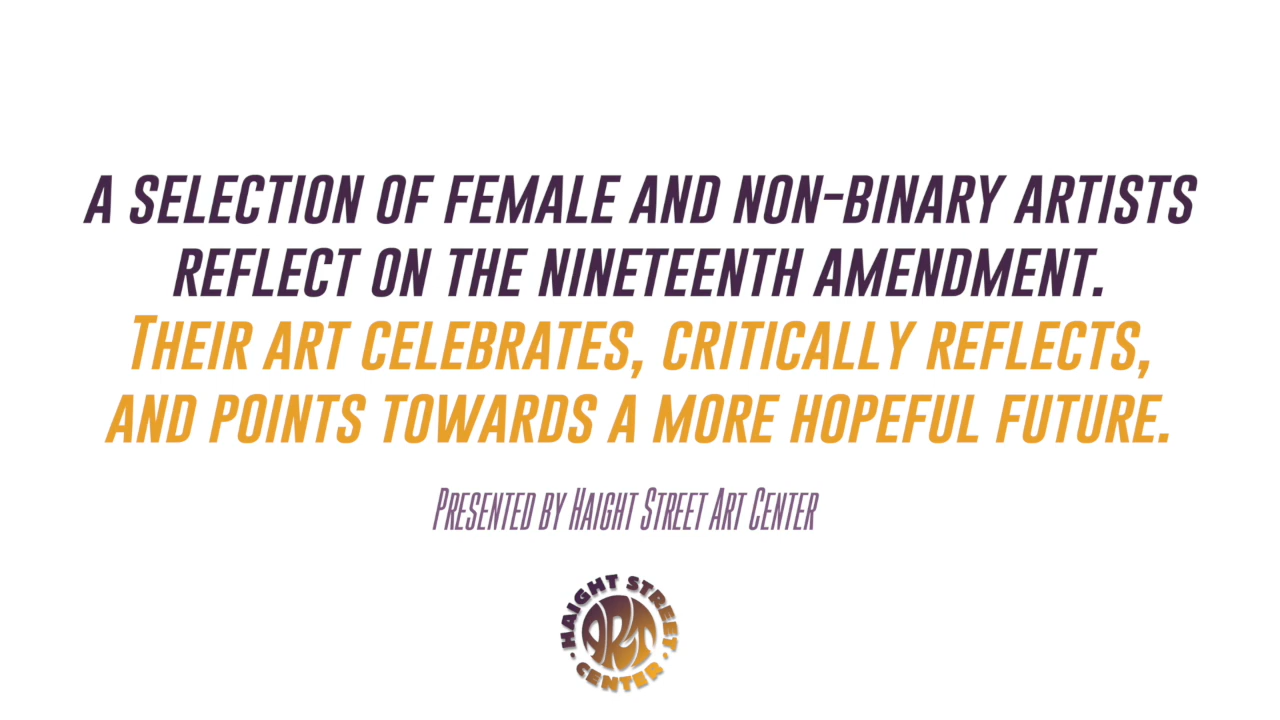 A SELECTION OF FEMALE AND NON-BINARY ARTISTS
REFLECT ON THE NINETEENTH AMENDMENT.
THEIR ART CELEBRATES, CRITICALLY REFLECTS,
AND POINTS TOWARDS A MORE HOPEFUL FUTURE.
PRESENTED BY HAIGHT STREET ART CENTER
HAIGHT STREET
ART
CENTER